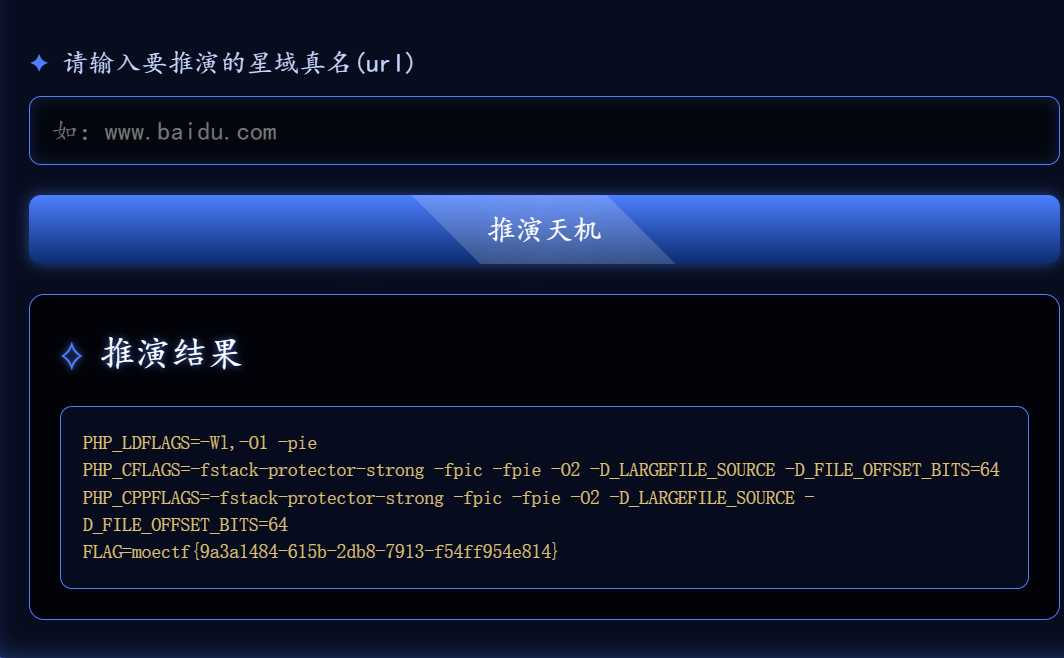 请输入要推演的星域真名(url)
如: www.baidu.com
推演天机
推演结果
PHP_LDFLAGS=-Wl,-O1 -pie
PHP_CFLAGS=-fstack-protector-strong -fpic -fpie -O2 -D_LARGEFILE_SOURCE -D_FILE_OFFSET_BITS=64
PHP_CPPFLAGS=-fstack-protector-strong -fpic -fpie -O2 -D_LARGEFILE_SOURCE -
D_FILE_OFFSET_BITS=64
FLAG=moectf{9a3a1484-615b-2db8-7913-f54ff954e814}